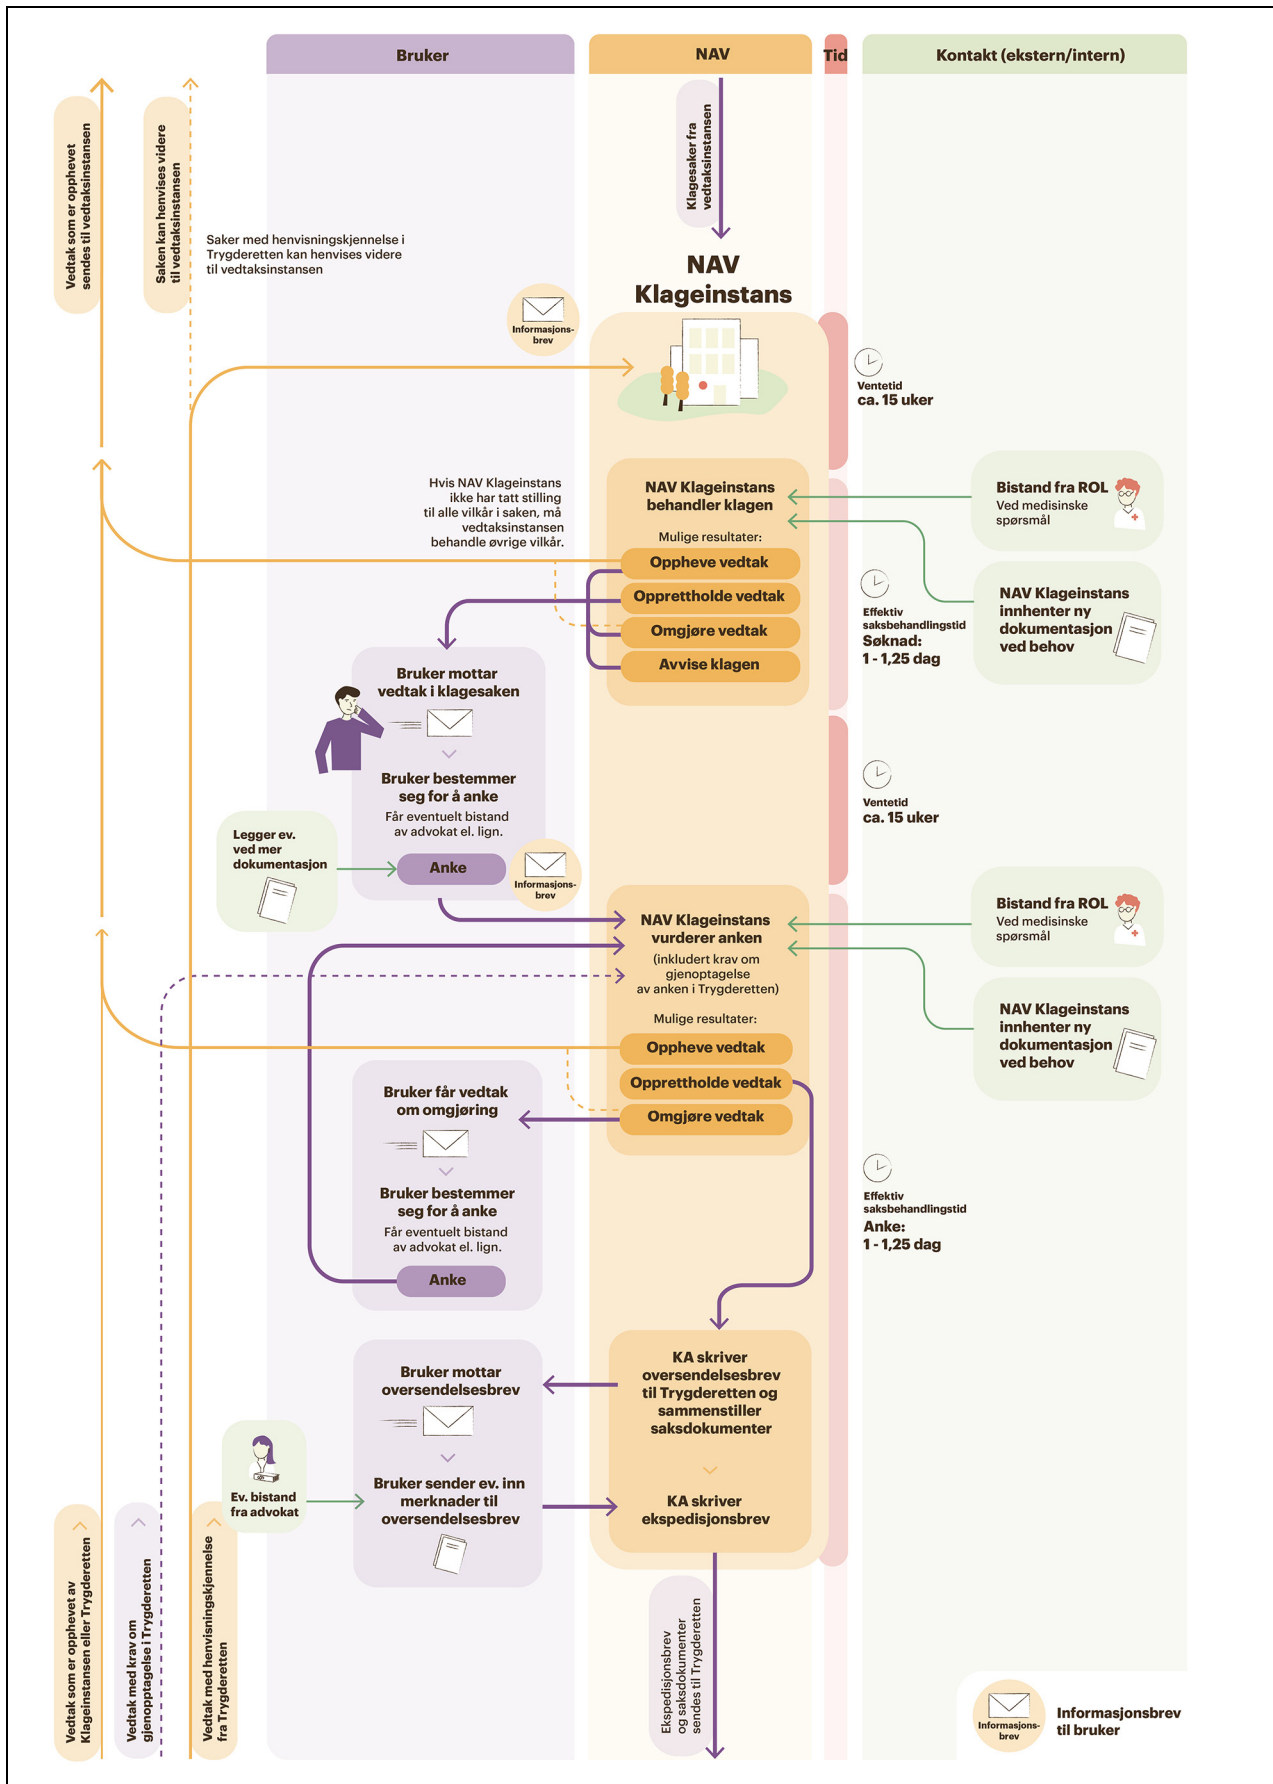 Bruker
NAV
Tid
Kontakt (ekstern/intern)
Vedtak som er opphevet
sendes til vedtaksinstansen
Saken kan henvises videre
til vedtaksinstansen
Klagesaker fra
vedtaksinstansen
Saker med henvisningskjennelse i
Trygderetten kan henvises videre
til vedtaksinstansen
NAV
Klageinstans
Informasjons-
brev
Ventetid
ca. 15 uker
Hvis NAV Klageinstans
ikke har tatt stilling
til alle vilkår i saken, må
vedtaksinstansen
behandle øvrige vilkår.
NAV Klageinstans
behandler klagen
Mulige resultater:
Oppheve vedtak
Opprettholde vedtak
Omgjøre vedtak
Avvise klagen
Bistand fra ROL
Ved medisinske
spørsmål
NAV Klageinstans
innhenter ny
dokumentasjon
ved behov
Effektiv
saksbehandlingstid
Søknad:
1 - 1,25 dag
Bruker mottar
vedtak i klagesaken
Bruker bestemmer
seg for å anke
Får eventuelt bistand
av advokat el. lign.
Anke
Legger ev.
ved mer
dokumentasjon
Informasjons-
brev
Ventetid
ca. 15 uker
NAV Klageinstans
vurderer anken
(inkludert krav om
gjenoptagelse
av anken i Trygderetten)
Mulige resultater:
Oppheve vedtak
Opprettholde vedtak
Omgjøre vedtak
Bistand fra ROL
Ved medisinske
spørsmål
NAV Klageinstans
innhenter ny
dokumentasjon
ved behov
Bruker får vedtak
om omgjøring
Bruker bestemmer
seg for å anke
Får eventuelt bistand
av advokat el. lign.
Anke
Effektiv
saksbehandlingstid
Anke:
1 - 1,25 dag
KA skriver
oversendelsesbrev
til Trygderetten og
sammenstiller
saksdokumenter
KA skriver
ekspedisjonsbrev
Bruker mottar
oversendelsesbrev
Bruker sender ev. inn
merknader til
oversendelsesbrev
Ev. bistand
fra advokat
Vedtak som er opphevet av
Klageinstansen eller Trygderetten
Vedtak med krav om
gjenopptagelse i Trygderetten
Vedtak med henvisningskjennelse
fra Trygderetten
Ekspedisjonsbrev
og saksdokumenter
sendes til Trygderetten
Informasjons-
brev
Informasjonsbrev
til bruker